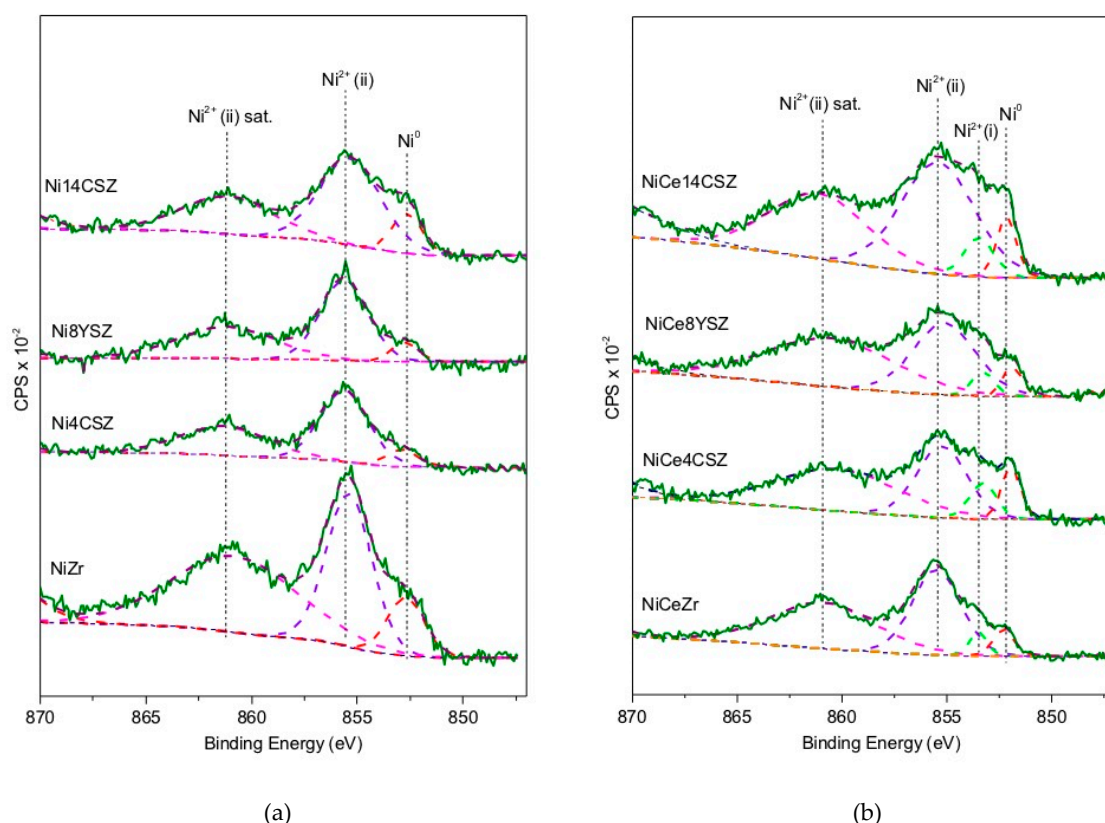 Ni²⁺ (ii)
Ni²⁺ (ii) sat.
Ni⁰
Ni14CSZ
Ni8YSZ
Ni4CSZ
NiZr
CPS x 10⁻²
870 865 860 855 850
Binding Energy (eV)
(a)
Ni²⁺ (ii)
Ni²⁺ (ii) sat.
Ni⁰
Ni²⁺(i)
NiCe14CSZ
NiCe8YSZ
NiCe4CSZ
NiCeZr
CPS x 10⁻²
870 865 860 855 850
Binding Energy (eV)
(b)